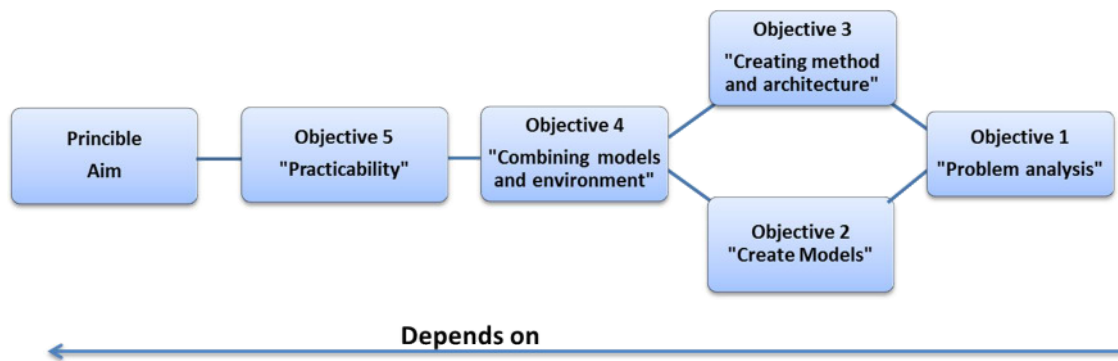 Princible
Aim
Objective 5
"Practicability"
Objective 4
"Combining models
and environment"
Objective 3
"Creating method
and architecture"
Objective 2
"Create Models"
Objective 1
"Problem analysis"
Depends on